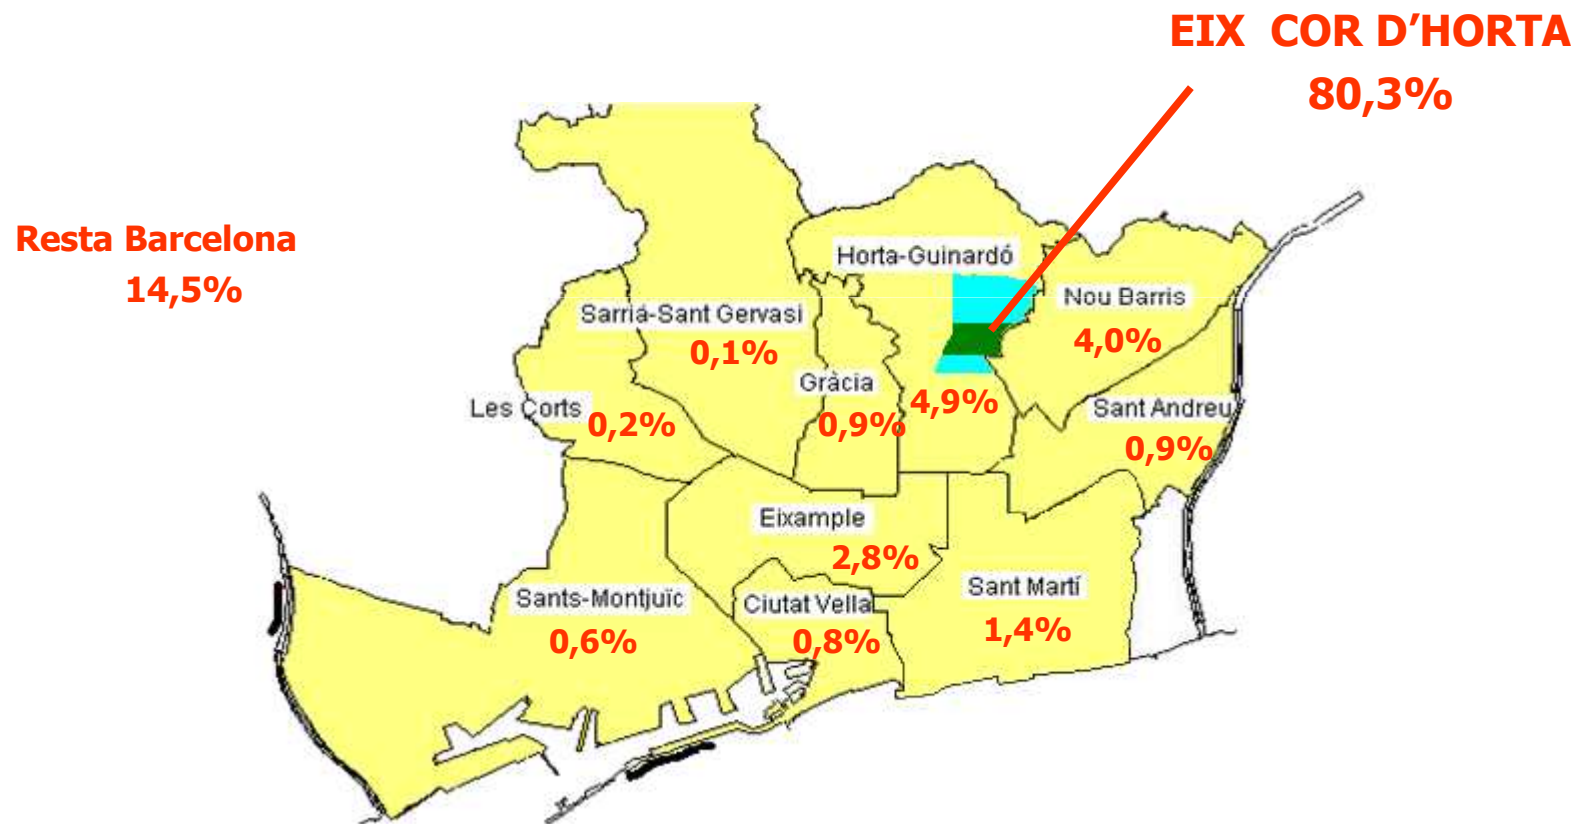 EIX COR D'HORTA
80,3%
Resta Barcelona
14,5%
Horta-Guinardó
4,9%
Nou Barris
4,0%
Sarriá-Sant Gervasi
0,1%
Gràcia
0,9%
Les Corts
0,2%
Sant Andreu
0,9%
Eixample
2,8%
Sant Martí
1,4%
Sants-Montjuïc
0,6%
Ciutat Vella
0,8%